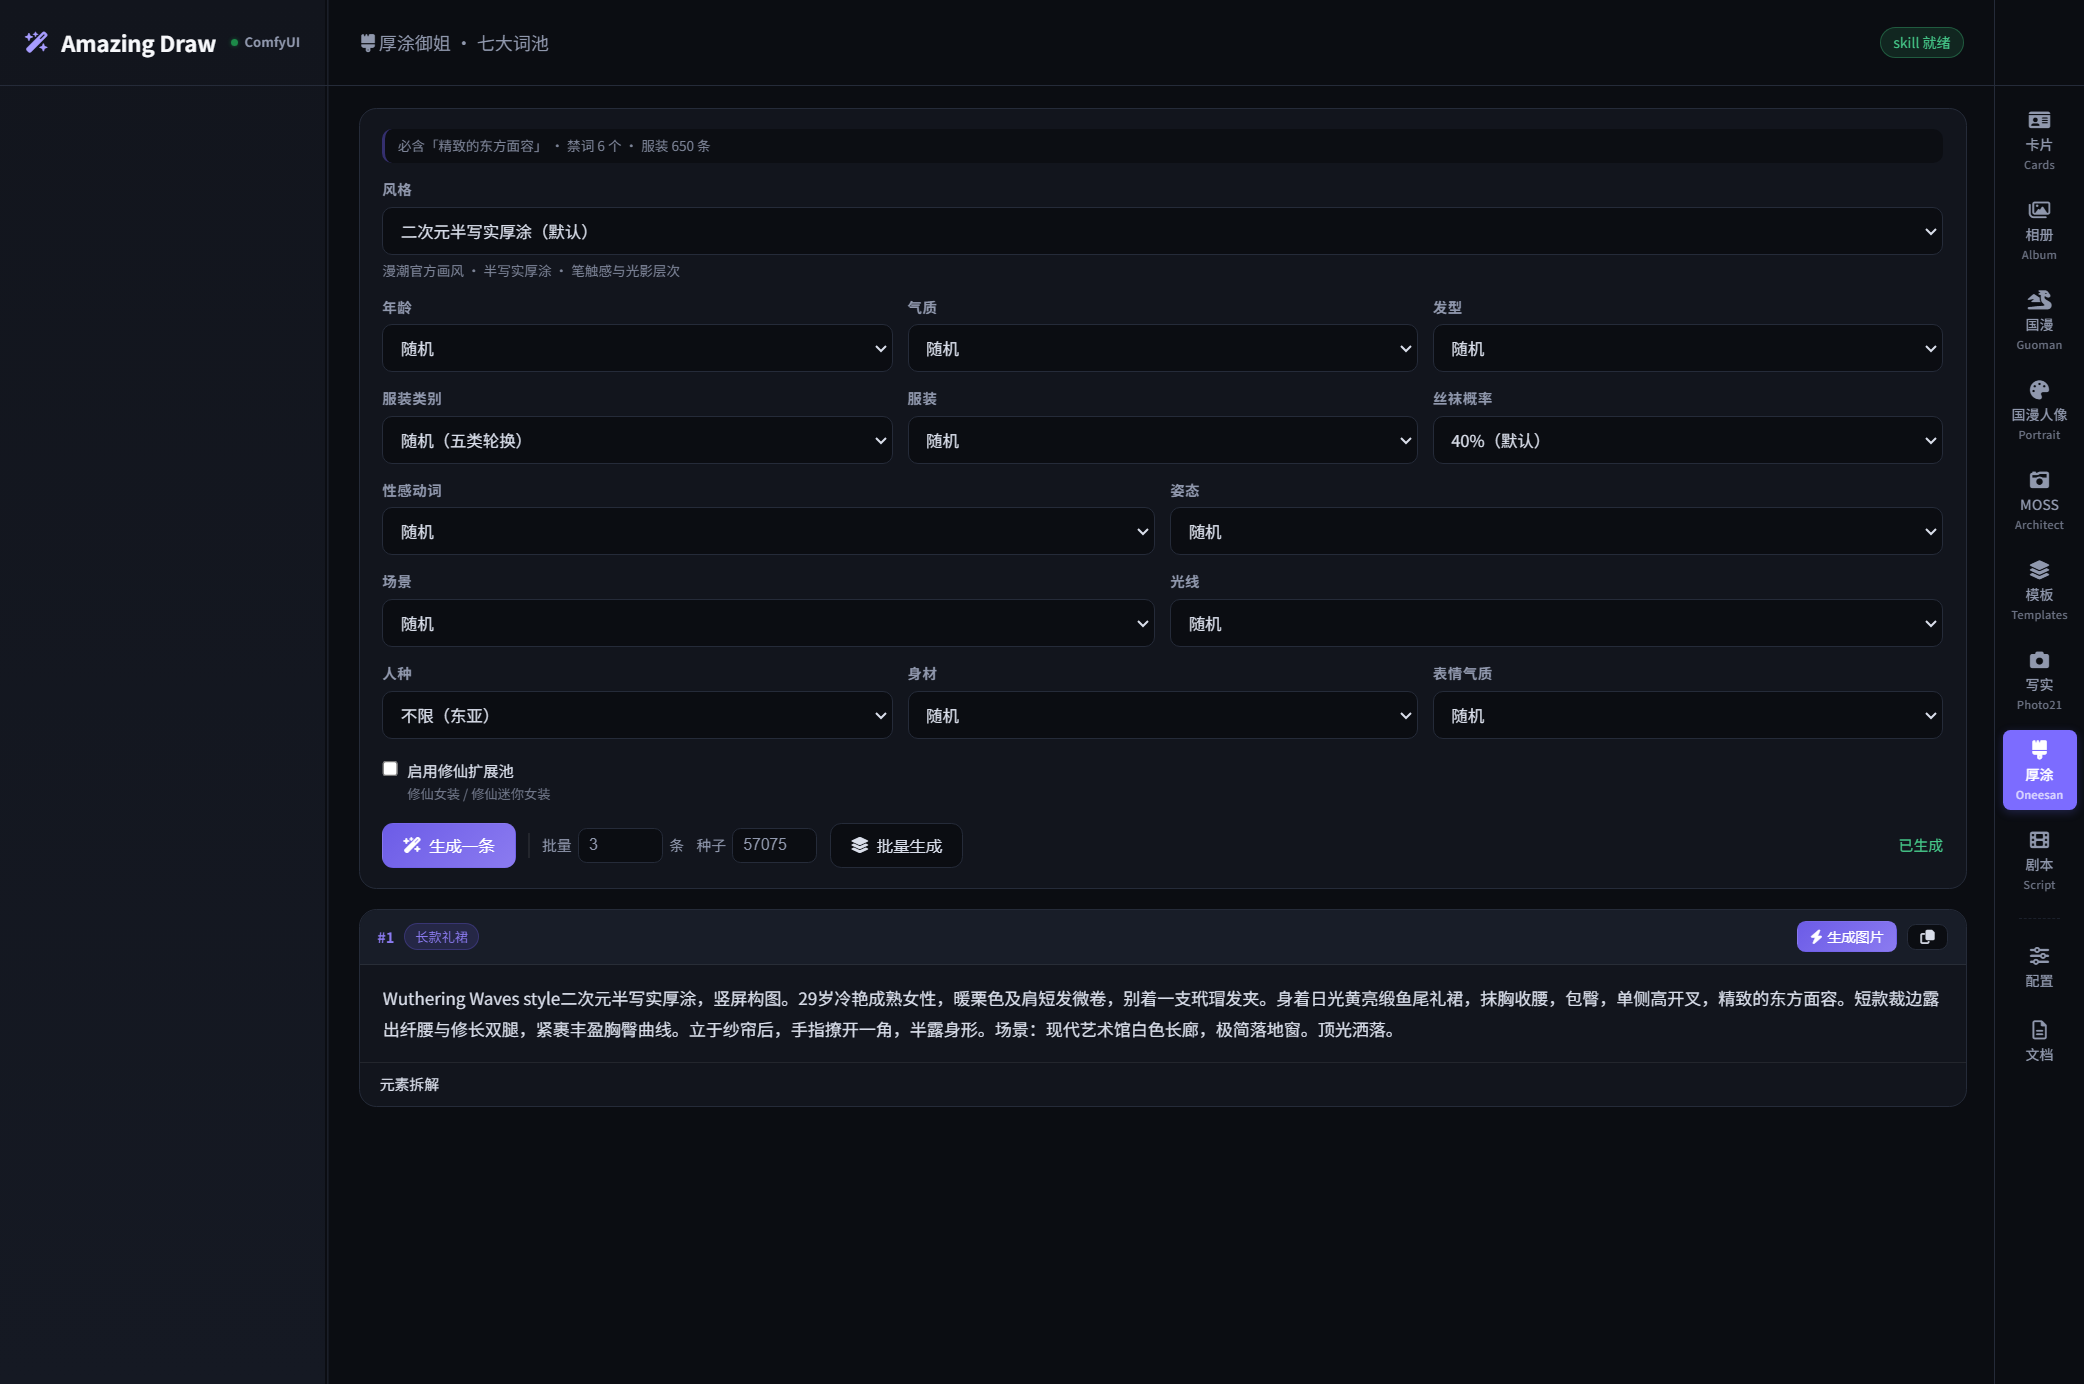 Amazing Draw
ComfyUI
厚涂御姐 · 七大词池
skill 就绪
必含「精致的东方面容」 · 禁词 6 个 · 服装 650 条
风格
二次元半写实厚涂（默认）
漫潮官方画风 · 半写实厚涂 · 笔触感与光影层次
年龄 气质 发型
随机 随机 随机
服装类别 服装 丝袜概率
随机（五类轮换） 随机 40%（默认）
性感动词 姿态
随机 随机
场景 光线
随机 随机
人种 身材 表情气质
不限（东亚） 随机 随机
启用修仙扩展池
修仙女装 / 修仙迷你女装
生成一条 批量 3 条 种子 57075 批量生成 已生成
#1 长款礼裙 生成图片
Wuthering Waves style二次元半写实厚涂，竖屏构图。29岁冷艳成熟女性，暖栗色及肩短发微卷，别着一支玳瑁发夹。身着日光黄亮缎鱼尾礼裙，抹胸收腰，包臀，单侧高开叉，精致的东方面容。短款裁边露
出纤腰与修长双腿，紧裹丰盈胸臀曲线。立于纱帘后，手指撩开一角，半露身形。场景：现代艺术馆白色长廊，极简落地窗。顶光洒落。
元素拆解
卡片
Cards
相册
Album
国漫
Guoman
国漫人像
Portrait
MOSS
Architect
模板
Templates
写实
Photo21
厚涂
Oneesan
剧本
Script
配置
文档